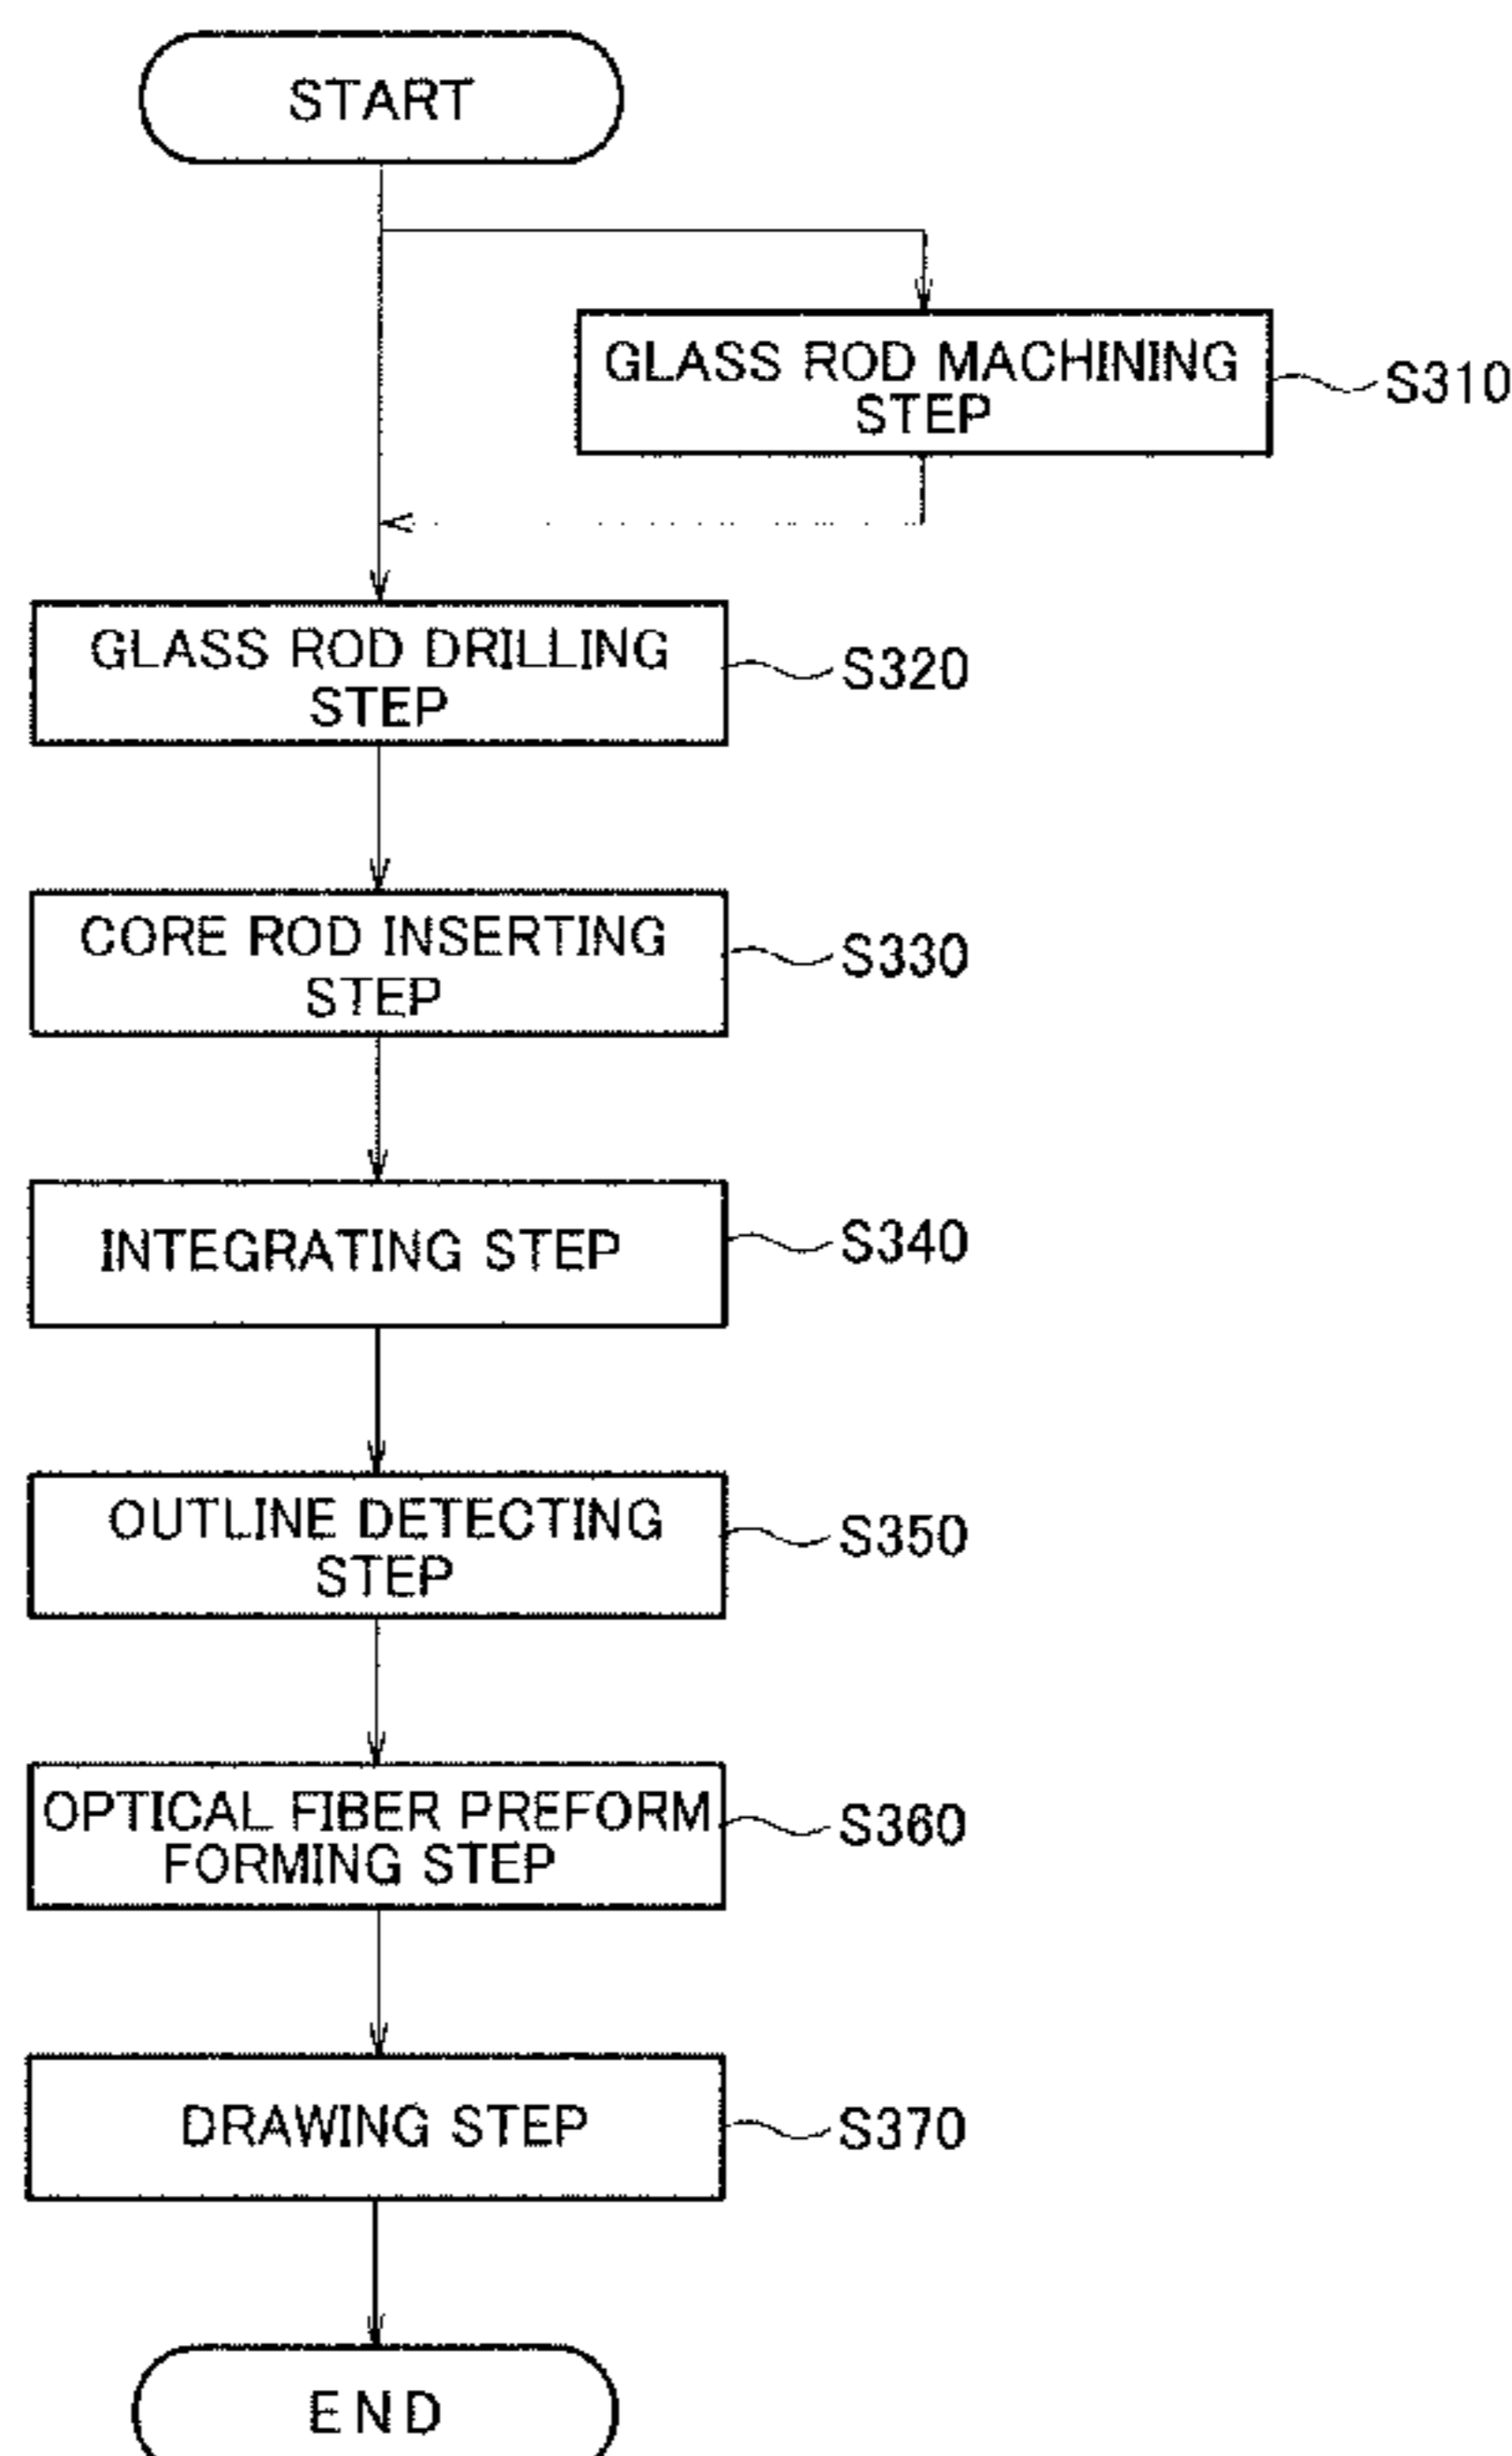 START
GLASS ROD MACHINING
STEP
S310
GLASS ROD DRILLING
STEP
S320
CORE ROD INSERTING
STEP
S330
INTEGRATING STEP
S340
OUTLINE DETECTING
STEP
S350
OPTICAL FIBER PREFORM
FORMING STEP
S360
DRAWING STEP
S370
END